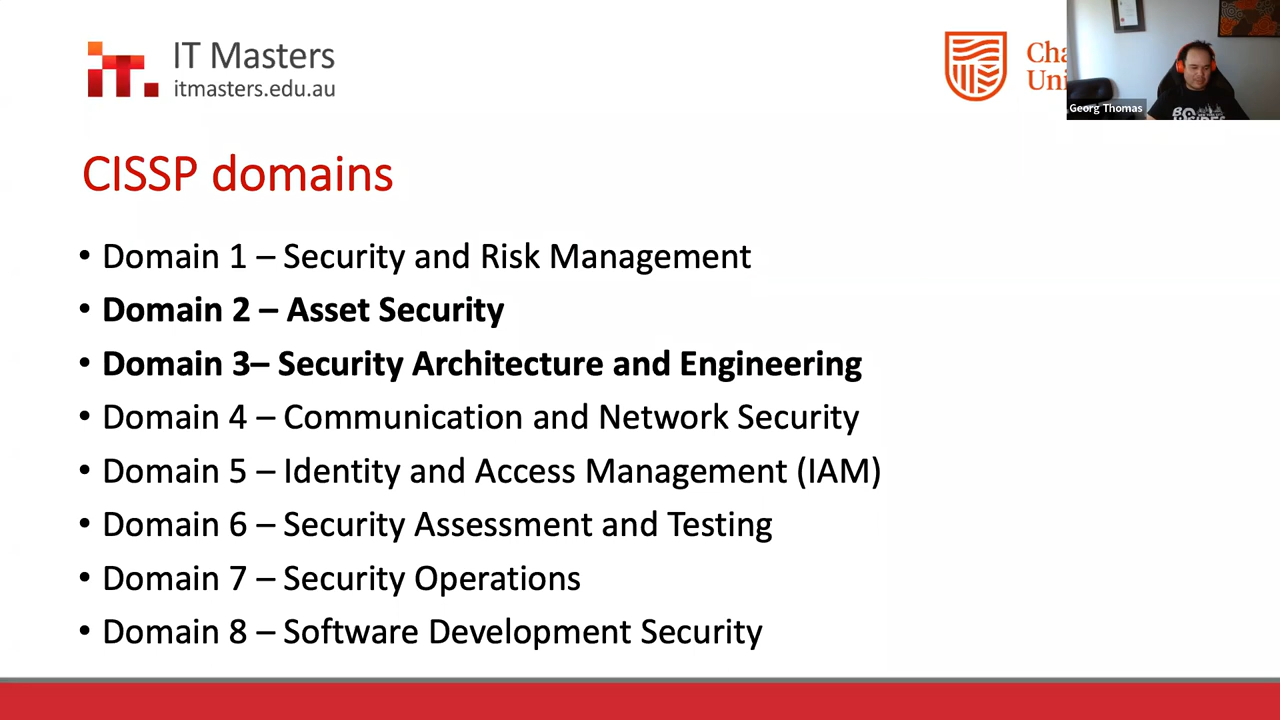 IT Masters
itmasters.edu.au
Georg Thomas
CISSP domains
• Domain 1 – Security and Risk Management
• Domain 2 – Asset Security
• Domain 3– Security Architecture and Engineering
• Domain 4 – Communication and Network Security
• Domain 5 – Identity and Access Management (IAM)
• Domain 6 – Security Assessment and Testing
• Domain 7 – Security Operations
• Domain 8 – Software Development Security